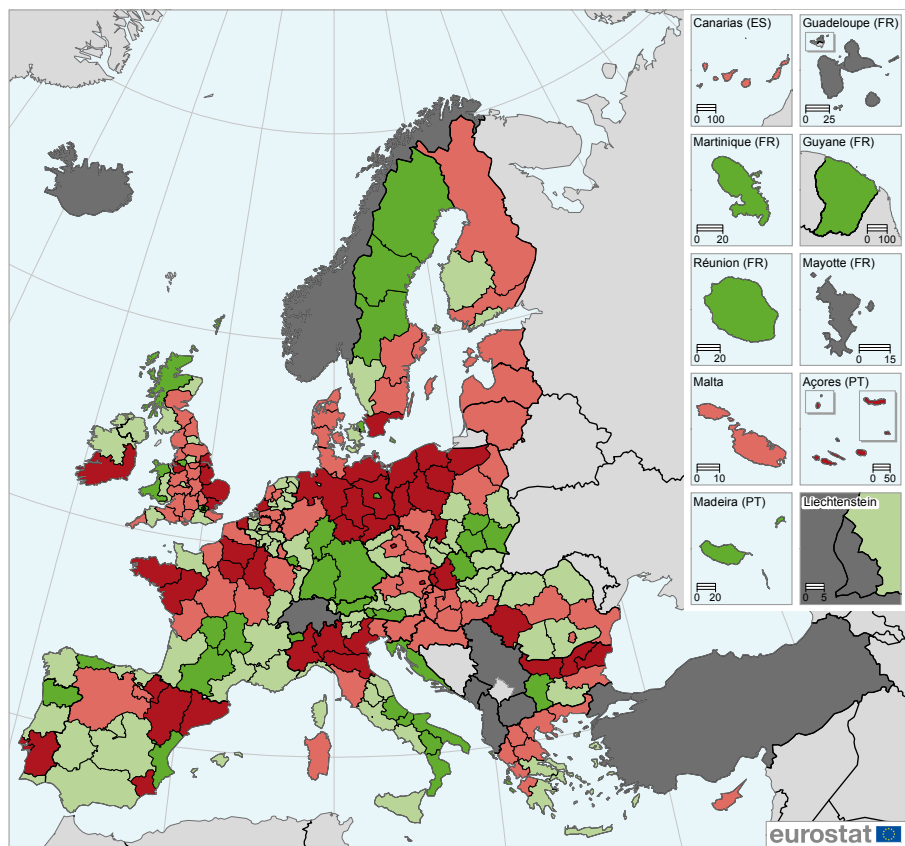 Canarias (ES)
0 100
Guadeloupe (FR)
0 25
Martinique (FR)
0 20
Guyane (FR)
0 100
Réunion (FR)
0 20
Mayotte (FR)
0 15
Malta
0 10
Açores (PT)
0 50
Madeira (PT)
0 20
Liechtenstein
0 5
eurostat